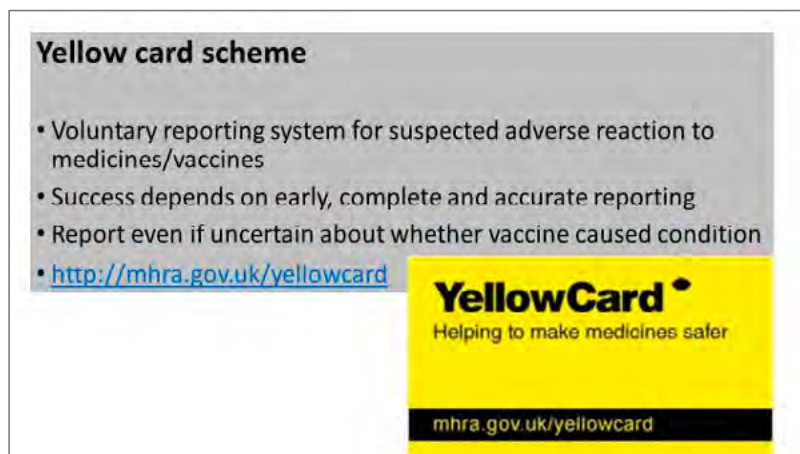 Yellow card scheme
• Voluntary reporting system for suspected adverse reaction to
medicines/vaccines
• Success depends on early, complete and accurate reporting
• Report even if uncertain about whether vaccine caused condition
• http://mhra.gov.uk/yellowcard
YellowCard
Helping to make medicines safer
mhra.gov.uk/yellowcard